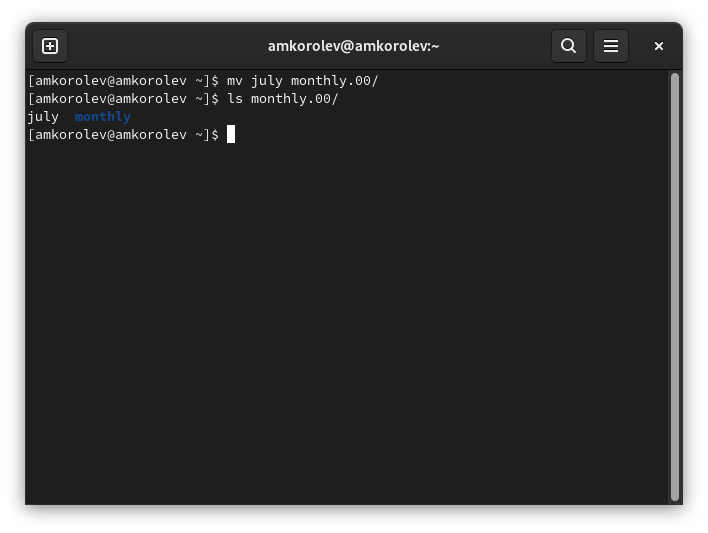 amkorolev@amkorolev:~
[amkorolev@amkorolev ~]$ mv july monthly.00/
[amkorolev@amkorolev ~]$ ls monthly.00/
july  monthly
[amkorolev@amkorolev ~]$